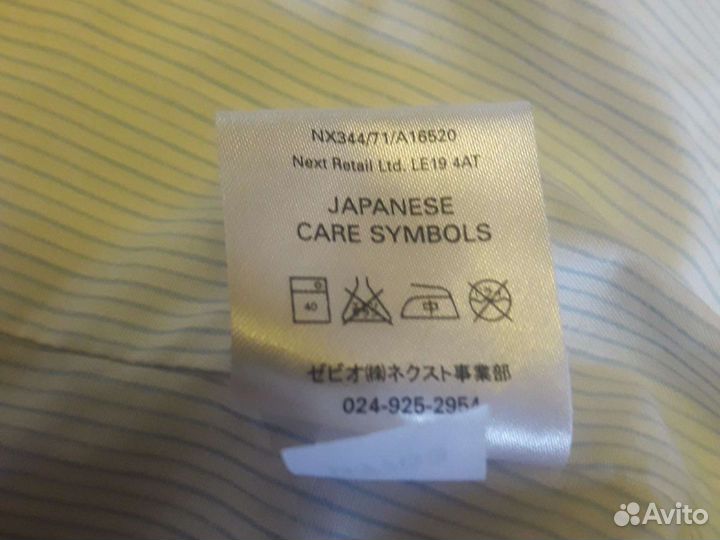 NX344/71/A16520
Next Retail Ltd. LE19 4AT
JAPANESE
CARE SYMBOLS
40 中
ゼビオ㈱ネクスト事業部
024-925-2954
Avito